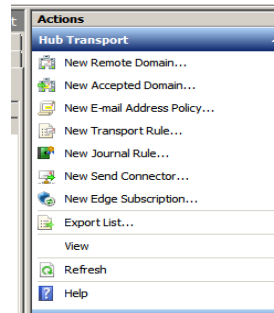 Actions
Hub Transport
New Remote Domain...
New Accepted Domain...
New E-mail Address Policy...
New Transport Rule...
New Journal Rule...
New Send Connector...
New Edge Subscription...
Export List...
View
Refresh
Help